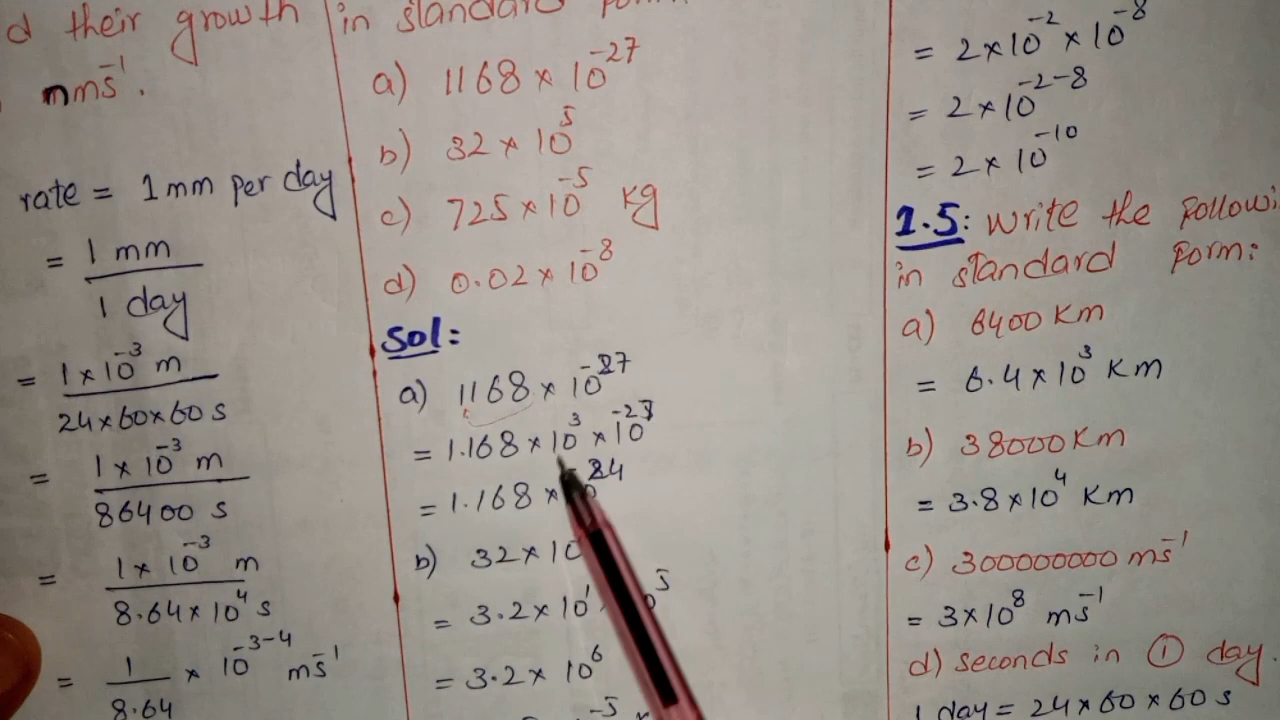 d their growth
nms⁻¹.
rate = 1mm per day
= 1 mm / 1 day
= 1 × 10⁻³ m / 24×60×60 s
= 1 × 10⁻³ m / 86400 s
= 1 × 10⁻³ m / 8.64 × 10⁴ s
= 1 / 8.64 × 10⁻³⁻⁴ ms⁻¹
in standard form
a) 1168 × 10⁻²⁷
b) 32 × 10⁵
c) 725 × 10⁻⁵ kg
d) 0.02 × 10⁻⁸
Sol:
a) 1168 × 10⁻²⁷
= 1.168 × 10³ × 10⁻²⁷
= 1.168 × ⁻²⁴
b) 32 × 10
= 3.2 × 10¹ 0⁵
= 3.2 × 10⁶
⁻⁵
= 2×10⁻² × 10⁻⁸
= 2 × 10⁻²⁻⁸
= 2 × 10⁻¹⁰
1.5: Write the followi
in standard form:
a) 6400 Km
= 6.4 × 10³ Km
b) 38000 Km
= 3.8 × 10⁴ Km
c) 300000000 ms⁻¹
= 3×10⁸ ms⁻¹
d) seconds in ① day.
1 day = 24×60×60 s